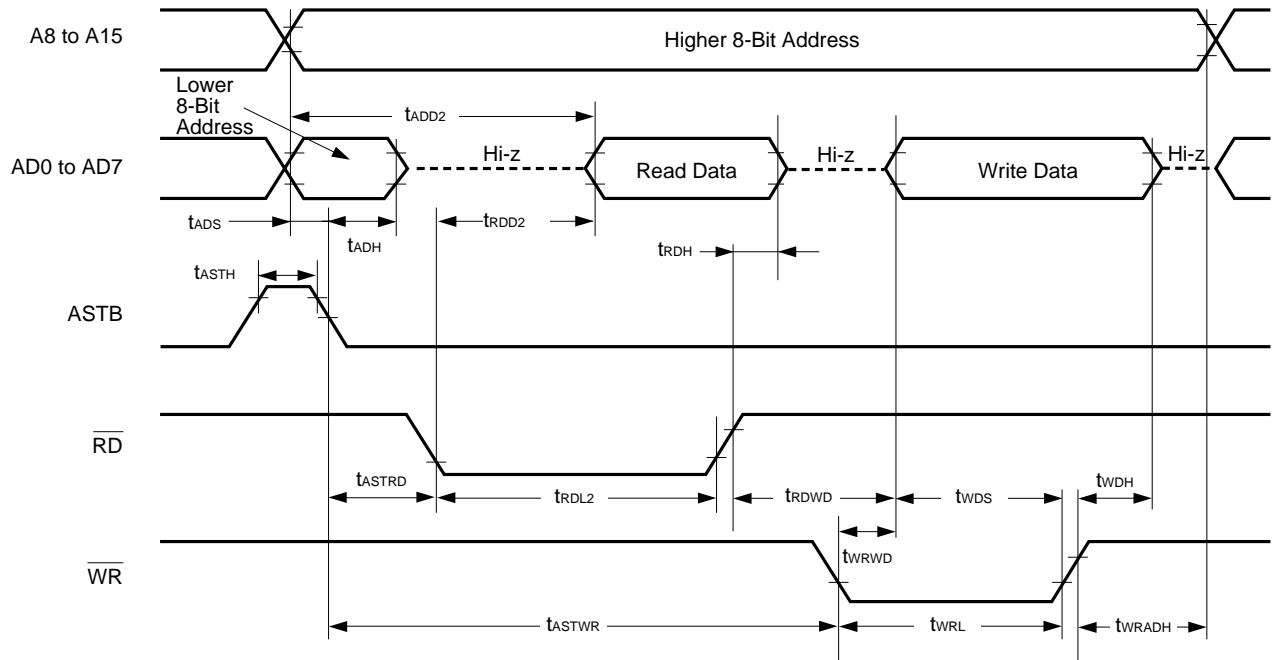 A8 to A15
Higher 8-Bit Address
Lower
8-Bit
Address
tADD2
AD0 to AD7
Hi-z
Read Data
Hi-z
Write Data
Hi-z
tADS
tADH
tRDD2
tRDH
tASTH
ASTB
RD
tASTRD
tRDL2
tRDWD
tWDS
tWDH
tWRWD
WR
tASTWR
tWRL
tWRADH